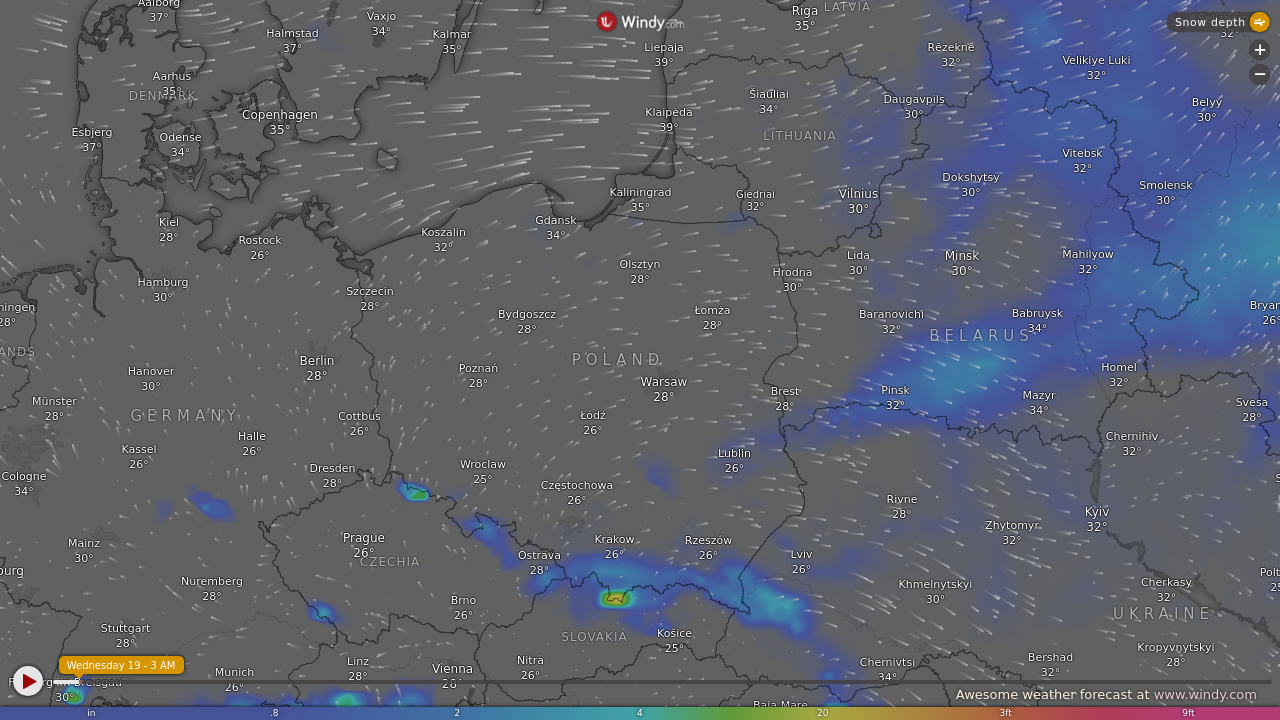 Aalborg
37°
Vaxjo
34°
Halmstad
37°
Kalmar
35°
Windy.com
Riga
35°
LATVIA
Snow depth
32°
Liepaja
39°
Rēzekne
32°
Velikiye Luki
32°
+
−
Aarhus
35°
DENMARK
Šiauliai
34°
Daugavpils
30°
Belyy
30°
Copenhagen
35°
Klaipėda
39°
Esbjerg
37°
Odense
34°
LITHUANIA
Vitebsk
32°
Dokshytsy
30°
Smolensk
30°
Kaliningrad
35°
Giedriai
32°
Vilnius
30°
Kiel
28°
Gdansk
34°
Koszalin
32°
Rostock
26°
Lida
30°
Minsk
30°
Mahilyow
32°
Olsztyn
28°
Hrodna
30°
Hamburg
30°
Szczecin
28°
ningen
28°
Bryan
26°
Bydgoszcz
28°
Łomża
28°
Baranovichi
32°
Babruysk
34°
BELARUS
ANDS
Berlin
28°
POLAND
Hanover
30°
Poznań
28°
Warsaw
28°
Homel
32°
Brest
28°
Pinsk
32°
Mazyr
34°
Münster
28°
Svesa
28°
GERMANY
Cottbus
26°
Łódź
26°
Halle
26°
Chernihiv
32°
Kassel
26°
Lublin
26°
Dresden
28°
Wroclaw
25°
Cologne
34°
Częstochowa
26°
Rivne
28°
Kyiv
32°
Zhytomyr
32°
Prague
26°
Mainz
30°
Krakow
26°
Rzeszów
26°
Ostrava
28°
Lviv
26°
CZECHIA
burg
Nuremberg
28°
Khmelnytskyi
30°
Cherkasy
32°
Brno
26°
UKRAINE
Stuttgart
28°
SLOVAKIA
Košice
25°
Kropyvnytskyi
28°
Wednesday 19 - 3 AM
Linz
28°
Vienna
28°
Nitra
26°
Chernivtsi
34°
Bershad
32°
Munich
26°
30°
Awesome weather forecast at www.windy.com
Baia Mare
in .8 2 4 20 3ft 9ft